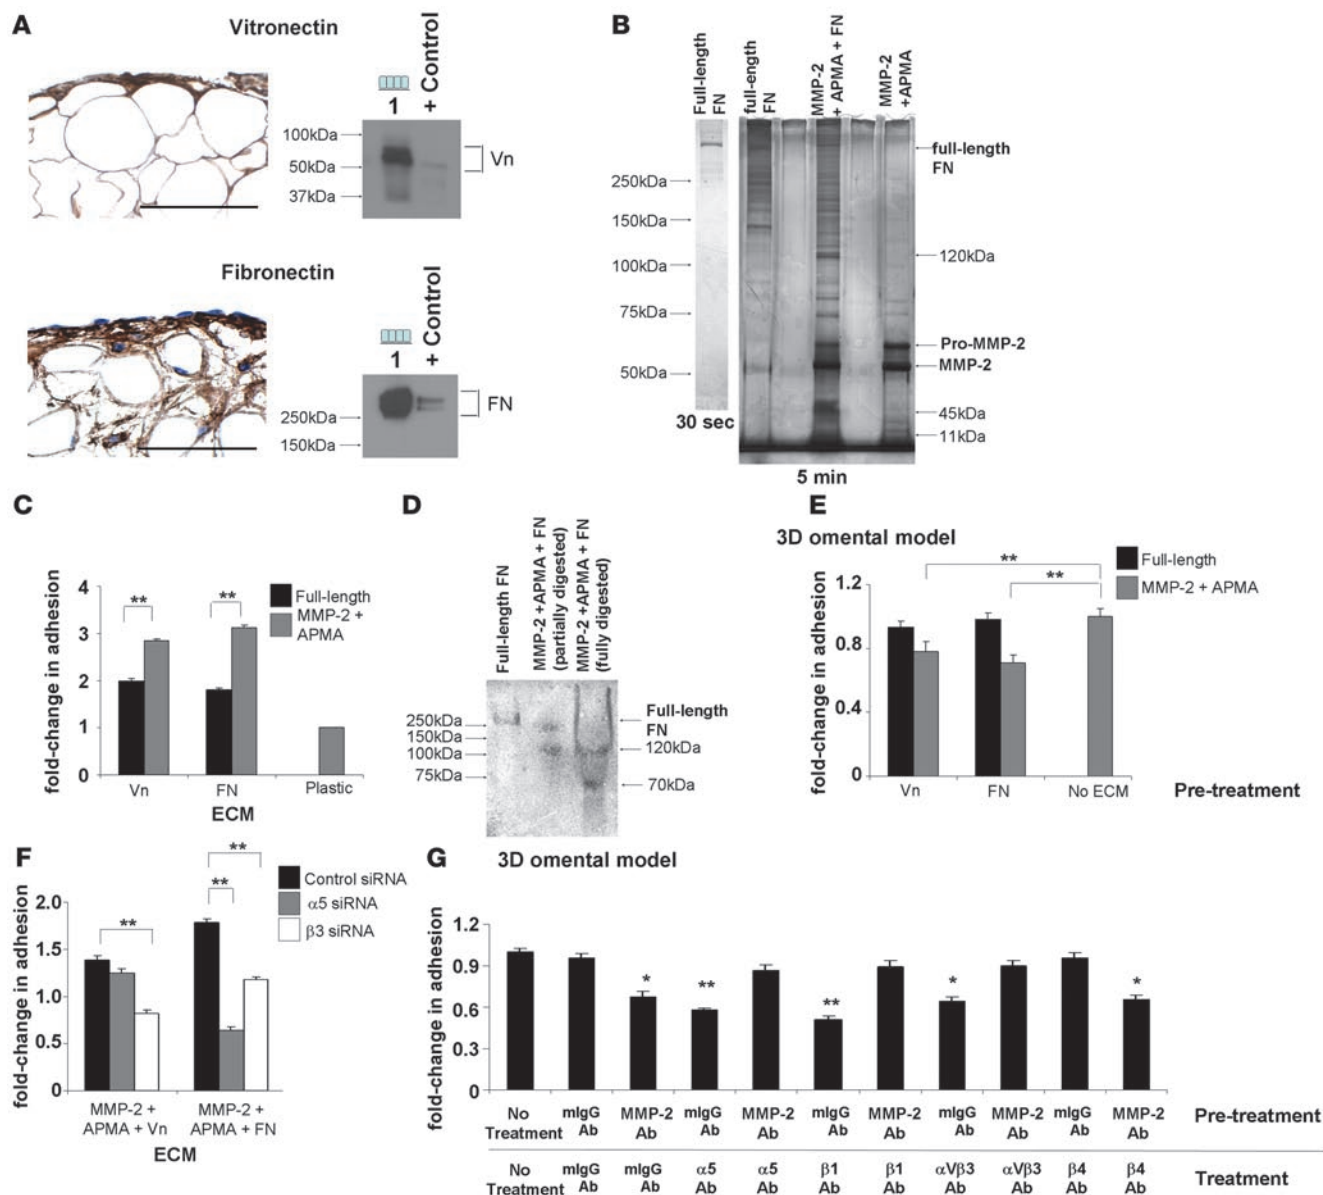 A
Vitronectin
1
+ Control
100kDa
50kDa
37kDa
Vn
Fibronectin
1
+ Control
250kDa
150kDa
FN
B
Full-length
FN
full-ength
FN
MMP-2
+ APMA + FN
MMP-2
+APMA
250kDa
150kDa
100kDa
75kDa
50kDa
full-length
FN
120kDa
Pro-MMP-2
MMP-2
45kDa
11kDa
30 sec
5 min
C
fold-change in adhesion
4
3
2
1
0
Full-length
MMP-2 +
APMA
**
**
Vn
FN
Plastic
ECM
D
Full-length FN
MMP-2 +APMA + FN
(partially digested)
MMP-2 +APMA + FN
(fully digested)
250kDa
150kDa
100kDa
75kDa
Full-length
FN
120kDa
70kDa
E
3D omental model
Full-length
MMP-2 + APMA
**
**
fold-change in adhesion
1.2
0.8
0.4
0
Vn
FN
No ECM
Pre-treatment
F
fold-change in adhesion
2.0
1.5
1.0
0.5
0
Control siRNA
α5 siRNA
β3 siRNA
**
**
**
MMP-2 +
APMA + Vn
MMP-2 +
APMA + FN
ECM
G
3D omental model
fold-change in adhesion
1.2
0.9
0.6
0.3
0
* ** ** * *
No mIgG MMP-2 mIgG MMP-2 mIgG MMP-2 mIgG MMP-2 mIgG MMP-2 Pre-treatment
Treatment Ab Ab Ab Ab Ab Ab Ab Ab Ab Ab
No mIgG mIgG α5 α5 β1 β1 αVβ3 αVβ3 β4 β4 Treatment
Treatment Ab Ab Ab Ab Ab Ab Ab Ab Ab Ab